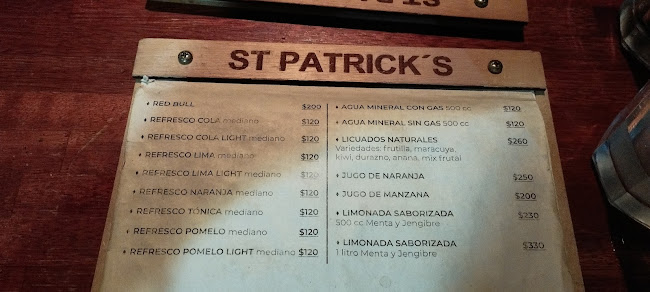 ST PATRICK´S
♦ RED BULL $200
♦ REFRESCO COLA mediano $120
♦ REFRESCO COLA LIGHT mediano $120
♦ REFRESCO LIMA mediano $120
♦ REFRESCO LIMA LIGHT mediano $120
♦ REFRESCO NARANJA mediano $120
♦ REFRESCO TÓNICA mediano $120
♦ REFRESCO POMELO mediano $120
♦ REFRESCO POMELO LIGHT mediano $120
♦ AGUA MINERAL CON GAS 500 cc $120
♦ AGUA MINERAL SIN GAS 500 cc $120
♦ LICUADOS NATURALES $260
Variedades: frutilla, maracuya,
kiwi, durazno, anana, mix frutal
♦ JUGO DE NARANJA $250
♦ JUGO DE MANZANA $200
♦ LIMONADA SABORIZADA $230
500 cc Menta y Jengibre
♦ LIMONADA SABORIZADA $330
1 litro Menta y Jengibre